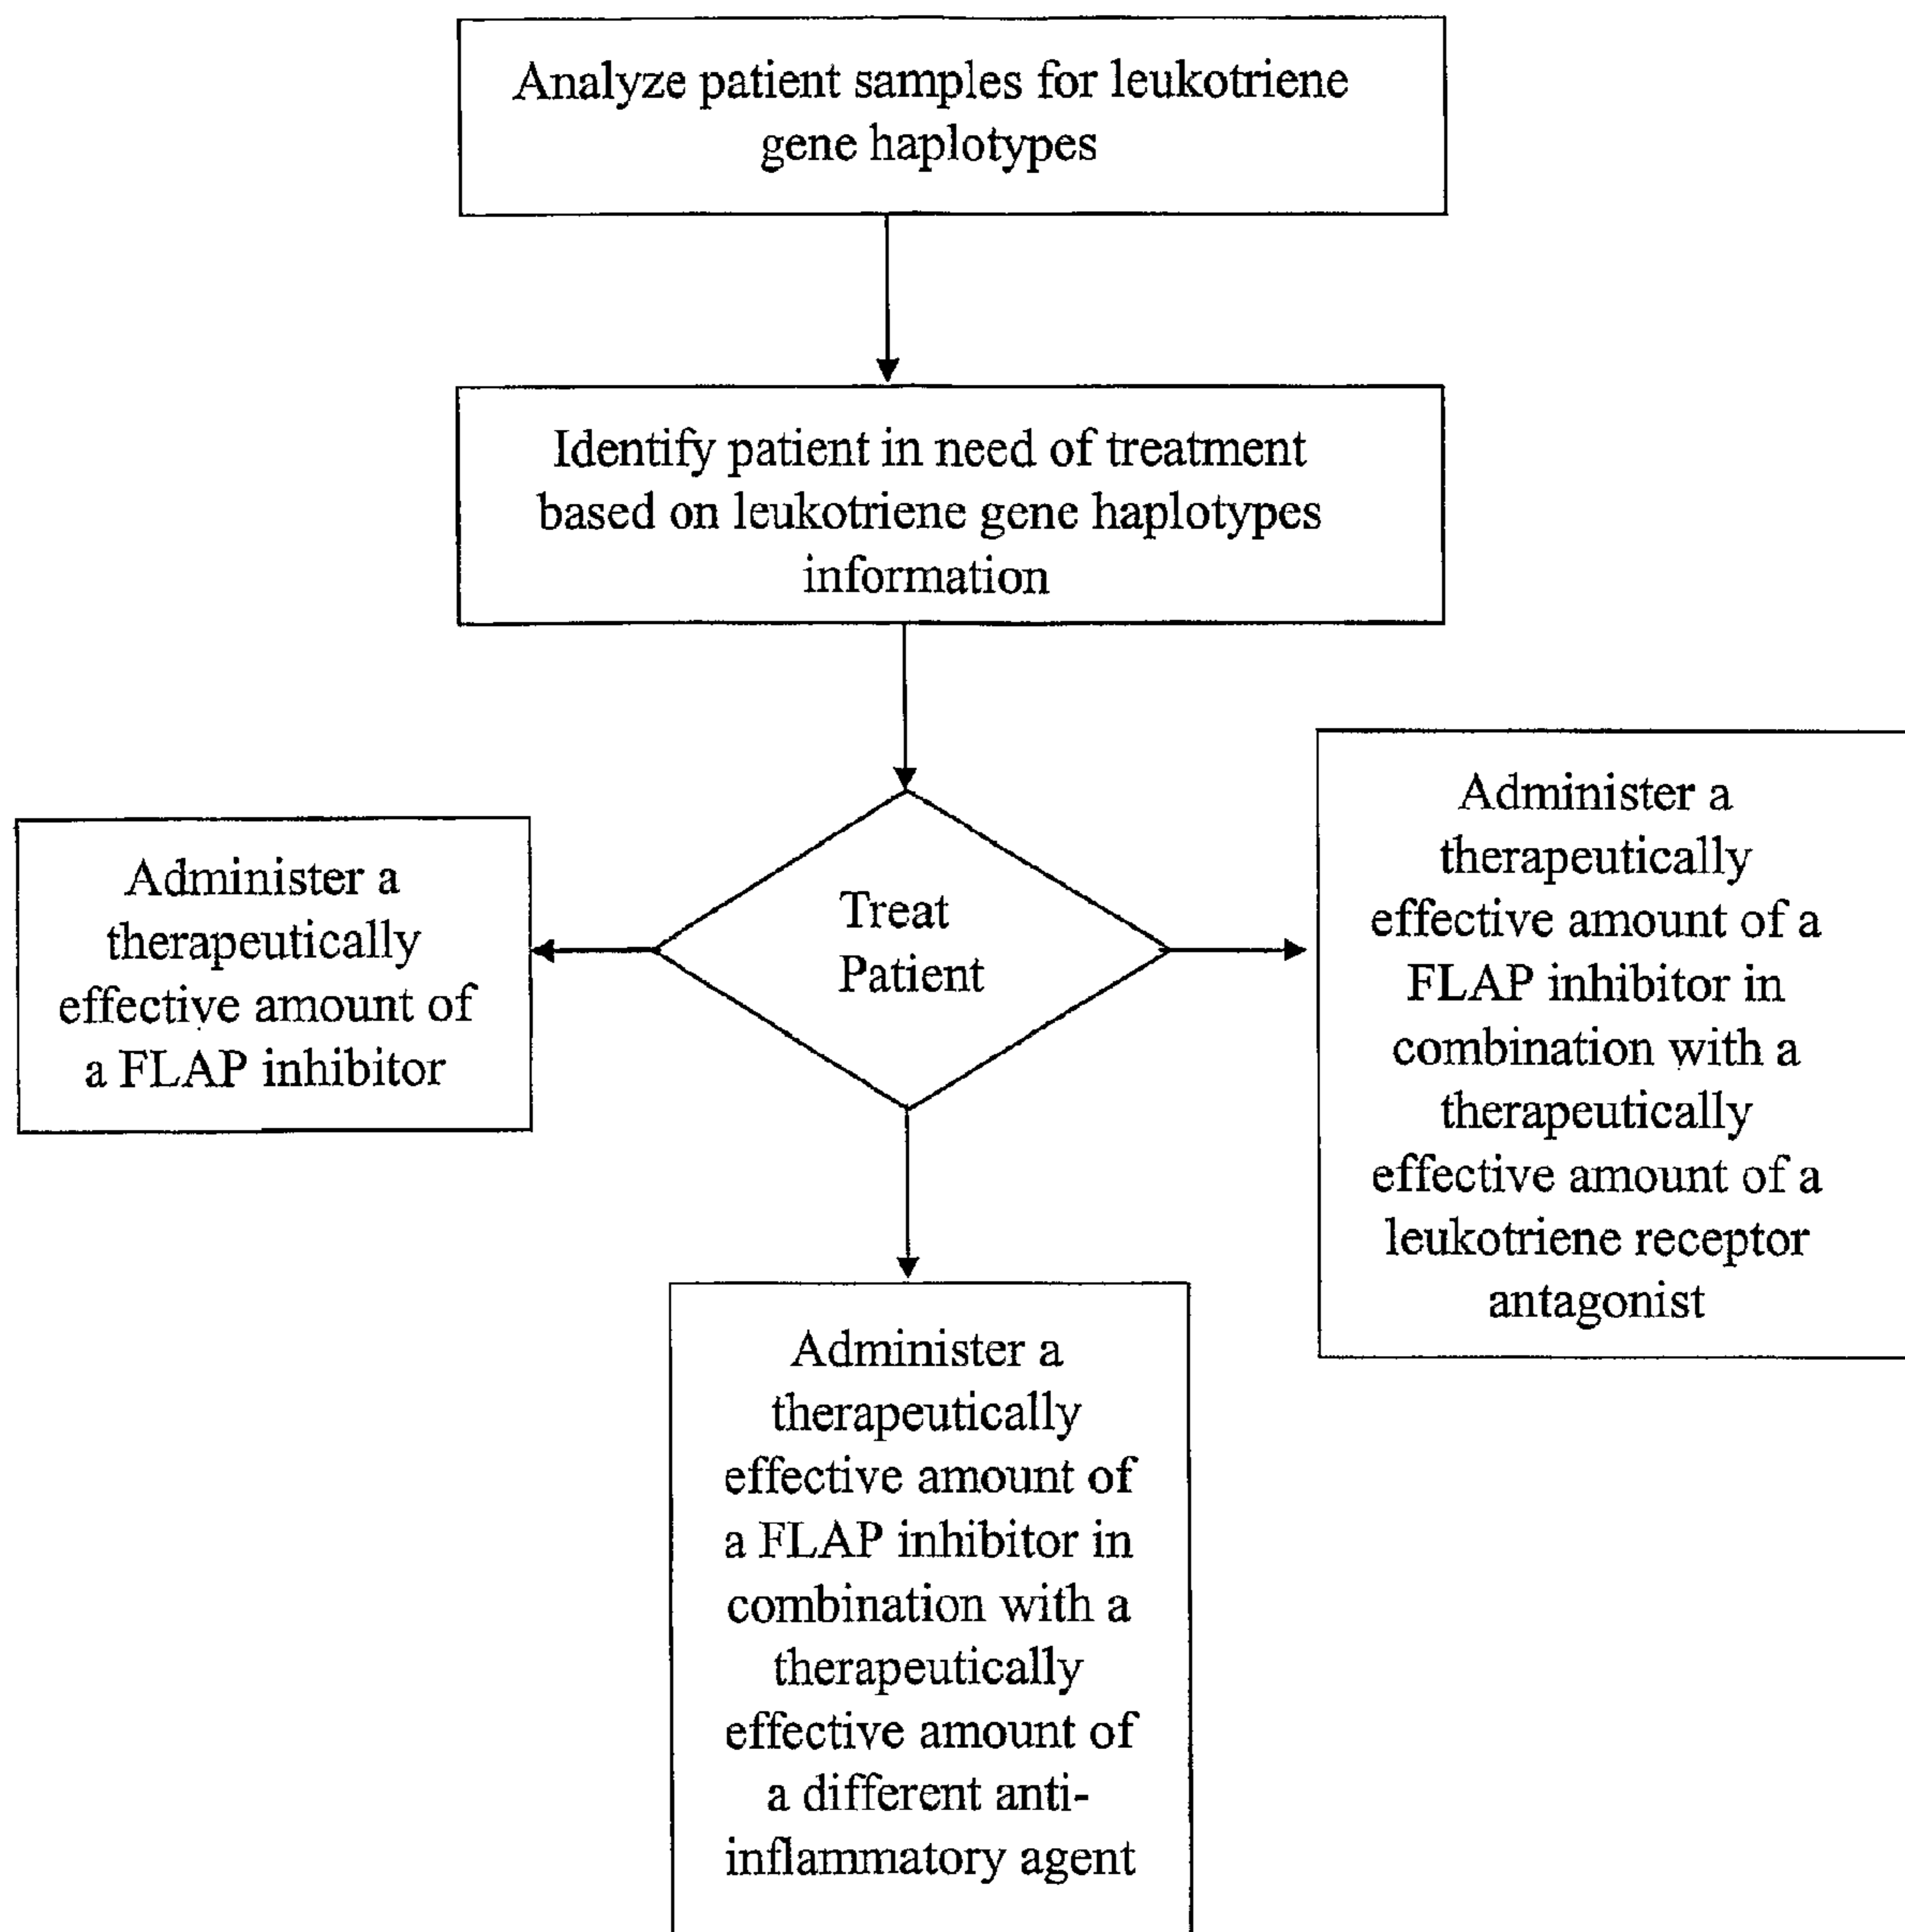 Analyze patient samples for leukotriene
gene haplotypes
Identify patient in need of treatment
based on leukotriene gene haplotypes
information
Treat
Patient
Administer a
therapeutically
effective amount of
a FLAP inhibitor
Administer a
therapeutically
effective amount of a
FLAP inhibitor in
combination with a
therapeutically
effective amount of a
leukotriene receptor
antagonist
Administer a
therapeutically
effective amount of
a FLAP inhibitor in
combination with a
therapeutically
effective amount of
a different anti-
inflammatory agent